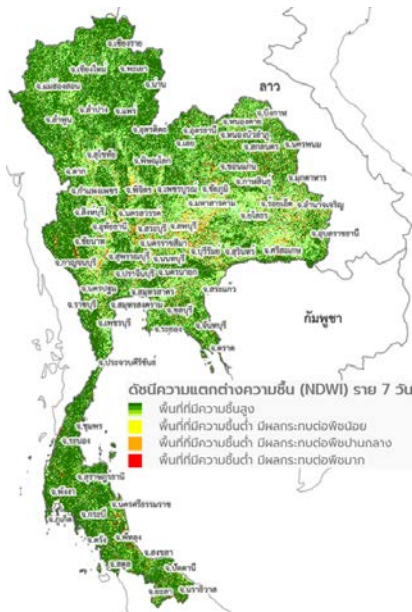 จ.เชียงราย
จ.เชียงใหม่
จ.พะเยา
จ.แม่ฮ่องสอน
จ.น่าน
จ.ลำปาง
จ.แพร่
จ.ลำพูน
ลาว
จ.บึงกาฬ
จ.อุตรดิตถ์
จ.อุดรธานี
จ.หนองคาย
จ.เลย
จ.หนองบัวลำภู
จ.สกลนคร
จ.นครพนม
จ.สุโขทัย
จ.พิษณุโลก
จ.ตาก
จ.ขอนแก่น
จ.กาฬสินธุ์
จ.มุกดาหาร
จ.กำแพงเพชร
จ.พิจิตร
จ.เพชรบูรณ์
จ.ชัยภูมิ
จ.มหาสารคาม
จ.ร้อยเอ็ด
จ.อำนาจเจริญ
จ.ยโสธร
จ.สิงห์บุรี
จ.นครสวรรค์
จ.อุทัยธานี
จ.สระบุรี
จ.ลพบุรี
จ.อุบลราชธานี
จ.ชัยนาท
จ.นครราชสีมา
จ.บุรีรัมย์
จ.สุรินทร์
จ.ศรีสะเกษ
จ.กาญจนบุรี
จ.สุพรรณบุรี
จ.นนทบุรี
จ.ปราจีนบุรี
จ.นครนายก
จ.นครปฐม
จ.สมุทรสาคร
จ.สระแก้ว
จ.ราชบุรี
จ.สมุทรสงคราม
จ.ชลบุรี
กัมพูชา
จ.เพชรบุรี
จ.ระยอง
จ.จันทบุรี
จ.ตราด
จ.ประจวบคีรีขันธ์
ดัชนีความแตกต่างความชื้น (NDWI) ราย 7 วัน
พื้นที่ที่มีความชื้นสูง
พื้นที่ที่มีความชื้นต่ำ มีผลกระทบต่อพืชน้อย
พื้นที่ที่มีความชื้นต่ำ มีผลกระทบต่อพืชปานกลาง
พื้นที่ที่มีความชื้นต่ำ มีผลกระทบต่อพืชมาก
จ.ชุมพร
จ.ระนอง
จ.สุราษฎร์ธานี
จ.พังงา
จ.นครศรีธรรมราช
จ.ภูเก็ต
จ.กระบี่
จ.ตรัง
จ.พัทลุง
จ.สงขลา
จ.สตูล
จ.ปัตตานี
จ.ยะลา
จ.นราธิวาส